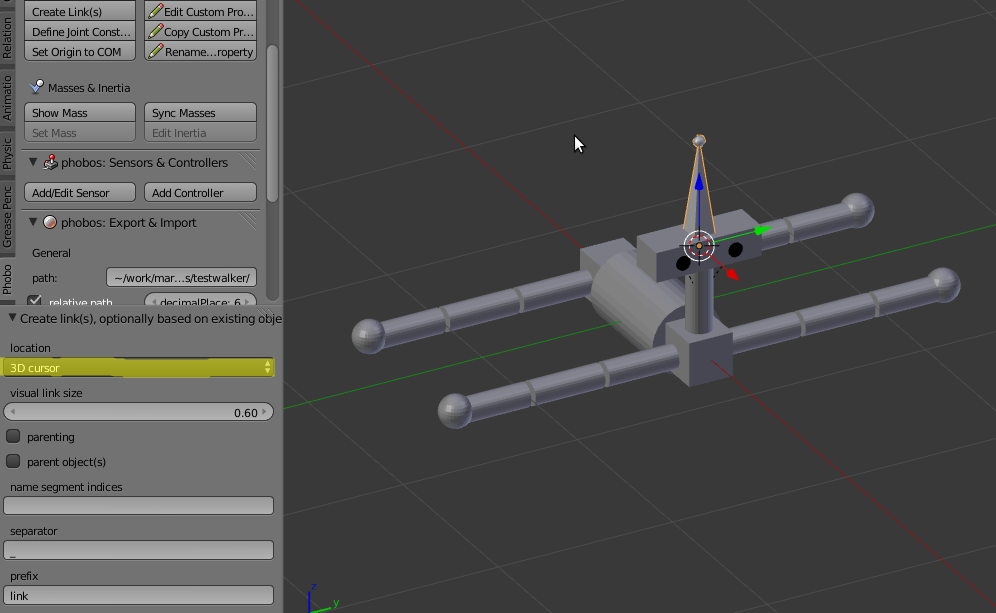 Relation
Animatio
Physic
Grease Penc
Phobo
Create Link(s)
Edit Custom Pro...
Define Joint Const...
Copy Custom Pr...
Set Origin to COM
Rename...roperty
Masses & Inertia
Show Mass
Sync Masses
Set Mass
Edit Inertia
phobos: Sensors & Controllers
Add/Edit Sensor
Add Controller
phobos: Export & Import
General
path:
~/work/mar...s/testwalker/
relative path
decimalPlace: 6
Create link(s), optionally based on existing obje
location
3D cursor
visual link size
0.60
parenting
parent object(s)
name segment indices
separator
_
prefix
link
z
y